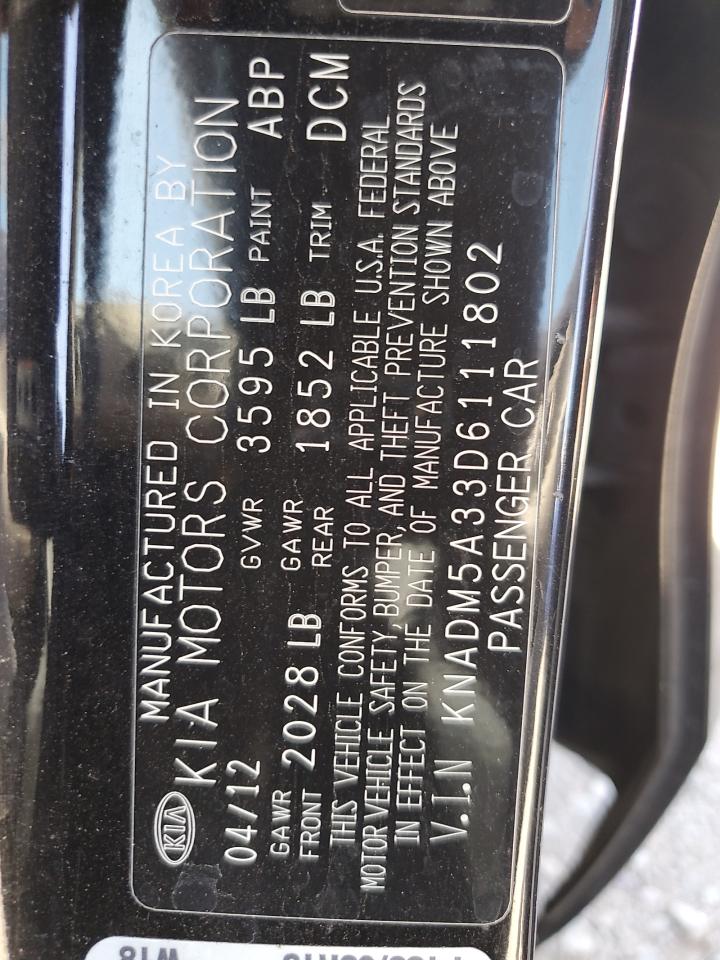 MANUFACTURED IN KOREA BY
KIA KIA MOTORS CORPORATION
04/12 GVWR 3595 LB PAINT ABP
GAWR FRONT 2028 LB GAWR REAR 1852 LB TRIM DCM
THIS VEHICLE CONFORMS TO ALL APPLICABLE U.S.A. FEDERAL
MOTOR VEHICLE SAFETY, BUMPER, AND THEFT PREVENTION STANDARDS
IN EFFECT ON THE DATE OF MANUFACTURE SHOWN ABOVE
V.I.N KNADM5A33D6111802
PASSENGER CAR